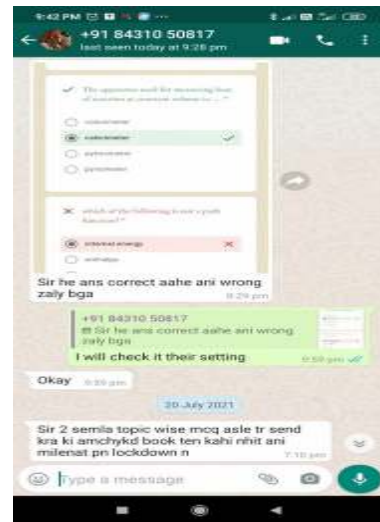 9:42 PM
+91 84310 50817
last seen today at 9:28 pm
The apparatus used for measuring heat
of reaction at constant volume is: ... *
calorimeter
pyrometer
which of the following is not a path
function? *
internal energy
enthalpy
Sir he ans correct aahe ani wrong
zaly bga
8:29 pm
+91 84310 50817
Sir he ans correct aahe ani wrong
zaly bga
I will check it their setting
Okay
20 July 2021
Sir 2 semla topic wise mcq asle tr send
kra ki amchykd book ten kahi nhit ani
milenat pn lockdown n
7:10 pm
Type a message